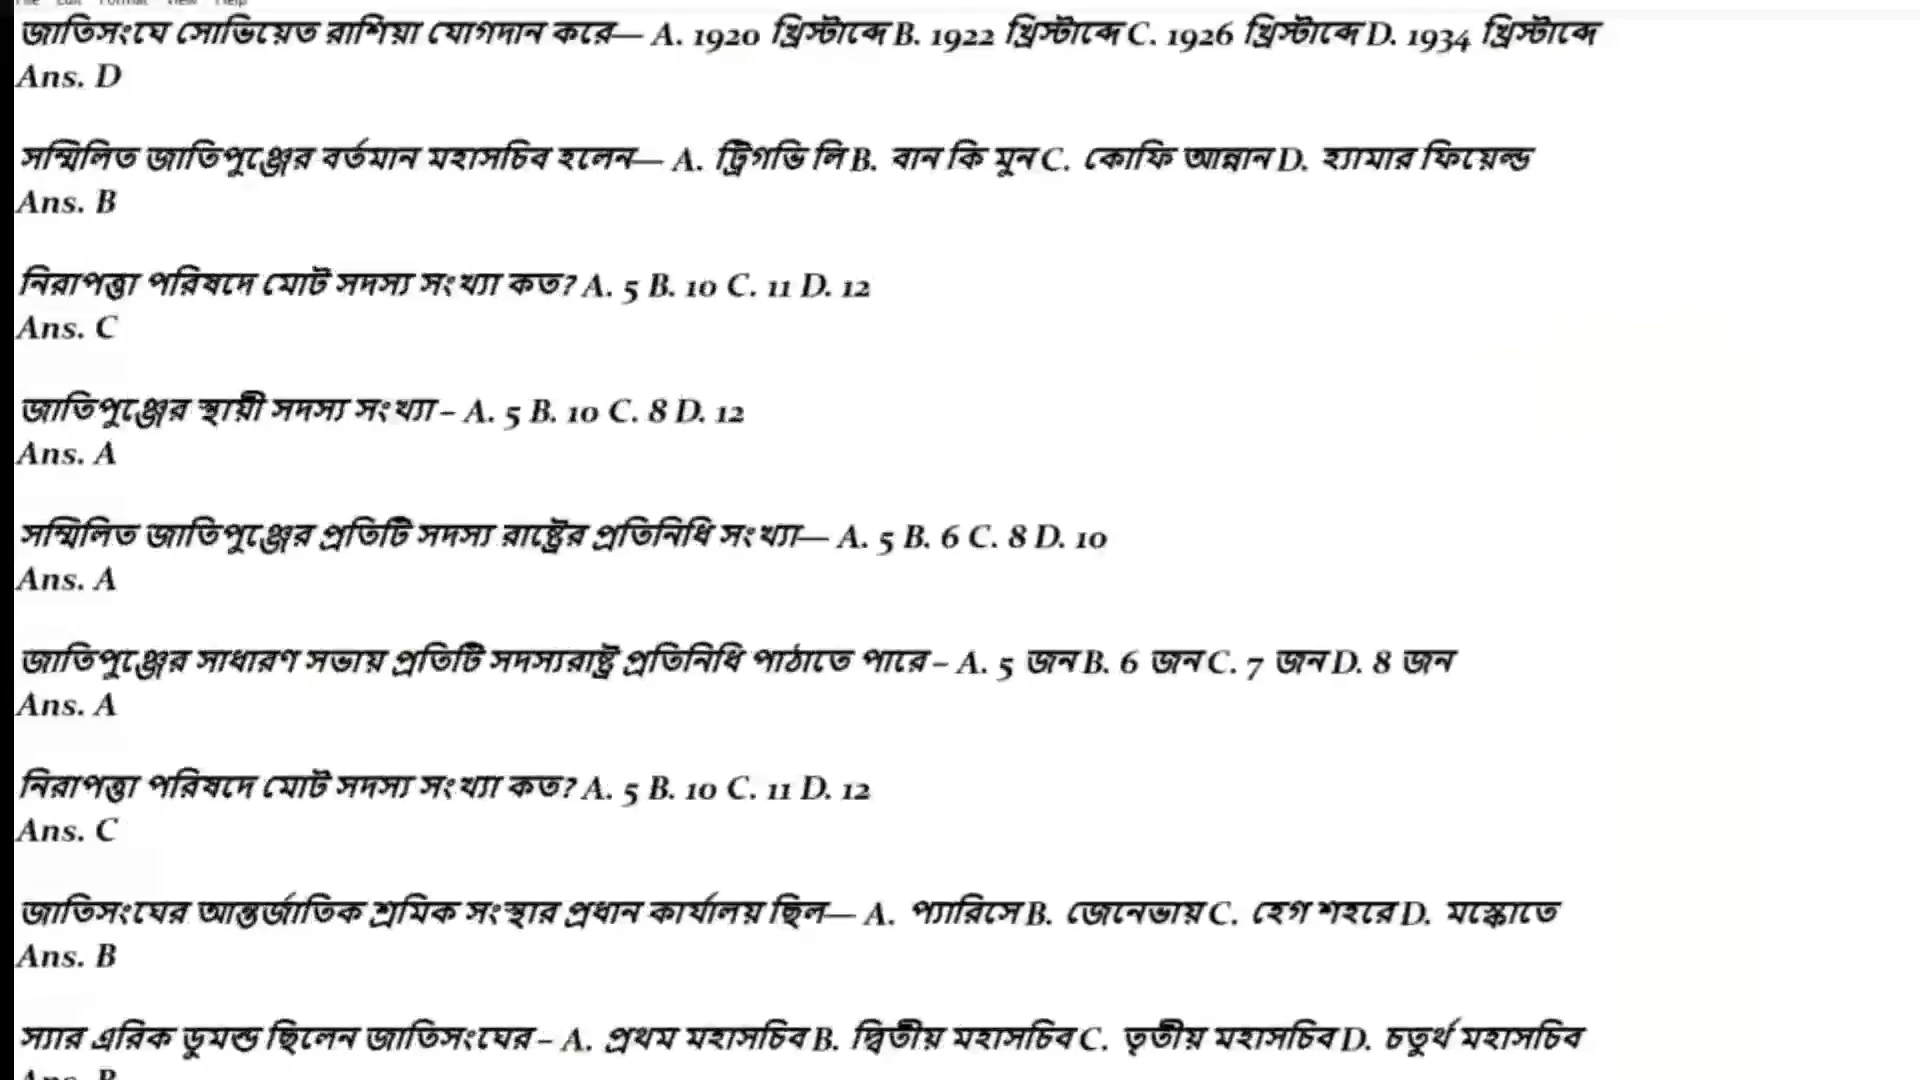 জাতিসংঘে সোভিয়েত রাশিয়া যোগদান করে— A. 1920 খ্রিস্টাব্দে B. 1922 খ্রিস্টাব্দে C. 1926 খ্রিস্টাব্দে D. 1934 খ্রিস্টাব্দে
Ans. D
সম্মিলিত জাতিপুঞ্জের বর্তমান মহাসচিব হলেন— A. ট্রিগভি লি B. বান কি মুন C. কোফি আন্নান D. হ্যামার ফিয়েল্ড
Ans. B
নিরাপত্তা পরিষদে মোট সদস্য সংখ্যা কত? A. 5 B. 10 C. 11 D. 12
Ans. C
জাতিপুঞ্জের স্থায়ী সদস্য সংখ্যা– A. 5 B. 10 C. 8 D. 12
Ans. A
সম্মিলিত জাতিপুঞ্জের প্রতিটি সদস্য রাষ্ট্রের প্রতিনিধি সংখ্যা— A. 5 B. 6 C. 8 D. 10
Ans. A
জাতিপুঞ্জের সাধারণ সভায় প্রতিটি সদস্যরাষ্ট্র প্রতিনিধি পাঠাতে পারে– A. 5 জন B. 6 জন C. 7 জন D. 8 জন
Ans. A
নিরাপত্তা পরিষদে মোট সদস্য সংখ্যা কত? A. 5 B. 10 C. 11 D. 12
Ans. C
জাতিসংঘের আন্তর্জাতিক শ্রমিক সংস্থার প্রধান কার্যালয় ছিল— A. প্যারিসে B. জেনেভায় C. হেগ শহরে D. মস্কোতে
Ans. B
স্যার এরিক ড্রুমন্ড ছিলেন জাতিসংঘের– A. প্রথম মহাসচিব B. দ্বিতীয় মহাসচিব C. তৃতীয় মহাসচিব D. চতুর্থ মহাসচিব